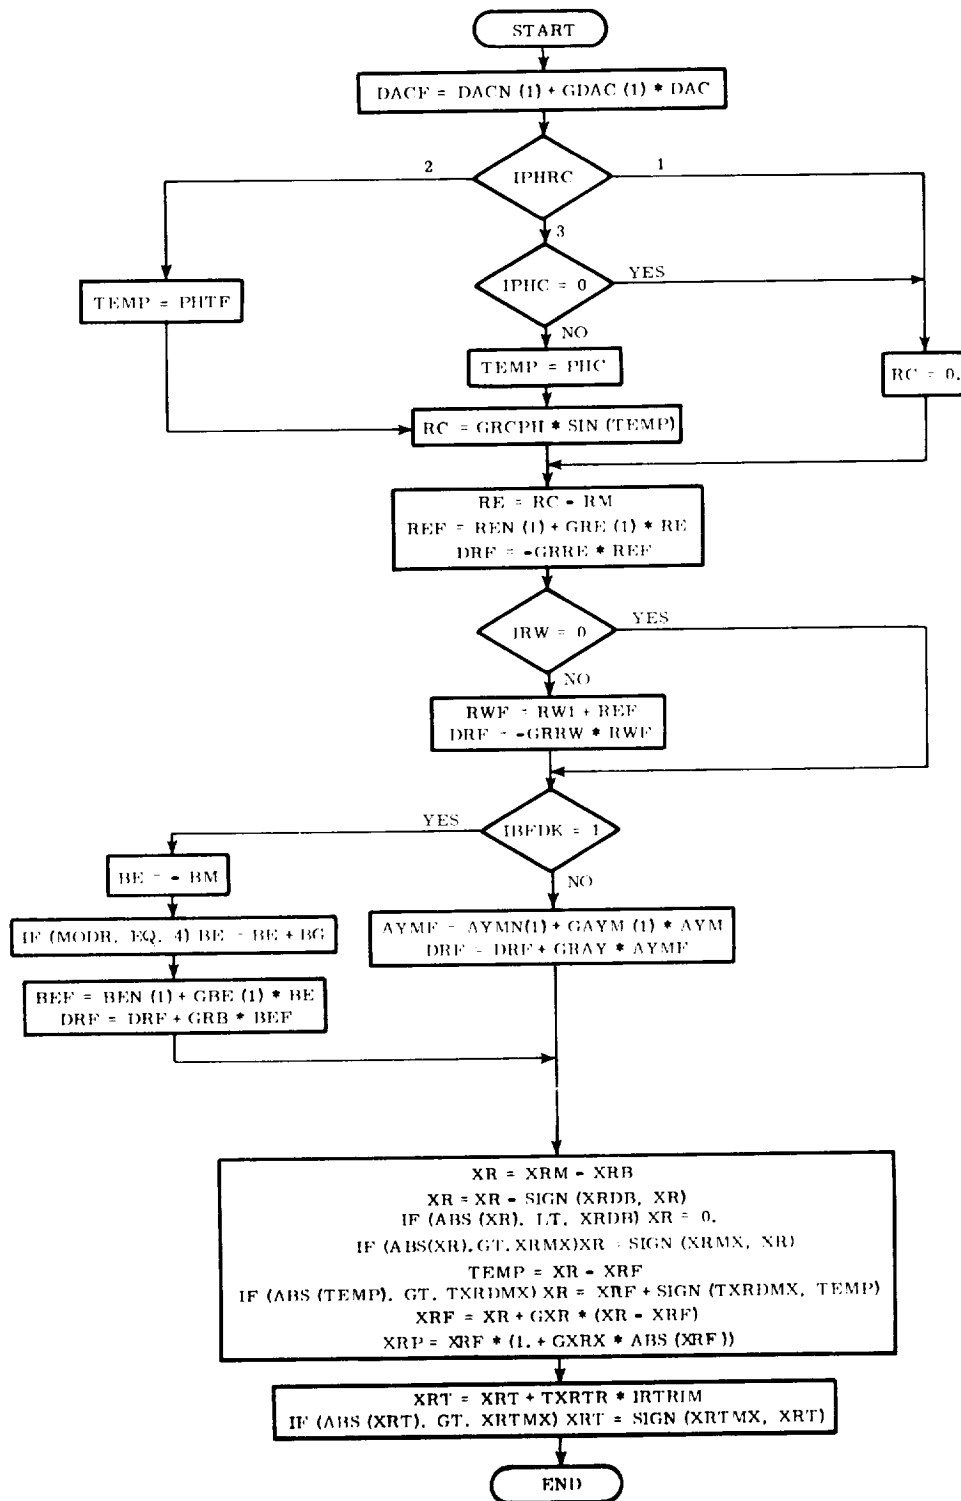 START
DACF = DACN (1) + GDAC (1) * DAC
2
IPHRC
1
3
IPHC = 0
YES
TEMP = PHTF
NO
TEMP = PHC
RC = 0.
RC = GRCPH * SIN (TEMP)
RE = RC - RM
REF = REN (1) + GRE (1) * RE
DRF = -GRRE * REF
IRW = 0
YES
NO
RWF = RW1 + REF
DRF = -GRRW * RWF
YES
IBFDK = 1
BE = - BM
NO
IF (MODR. EQ. 4) BE = BE + BG
AYMF = AYMN(1) + GAYM (1) * AYM
DRF = DRF + GRAY * AYMF
BEF = BEN (1) + GBE (1) * BE
DRF = DRF + GRB * BEF
XR = XRM - XRB
XR = XR - SIGN (XRDB, XR)
IF (ABS (XR). LT. XRDB) XR = 0.
IF (ABS(XR).GT. XRMX)XR = SIGN (XRMX, XR)
TEMP = XR - XRF
IF (ABS (TEMP). GT. TXRDMX) XR = XRF + SIGN (TXRDMX, TEMP)
XRF = XR + GXR * (XR - XRF)
XRP = XRF * (1. + GXRX * ABS (XRF))
XRT = XRT + TXRTR * IRTRIM
IF (ABS (XRT). GT. XRTMX) XRT = SIGN (XRTMX, XRT)
END